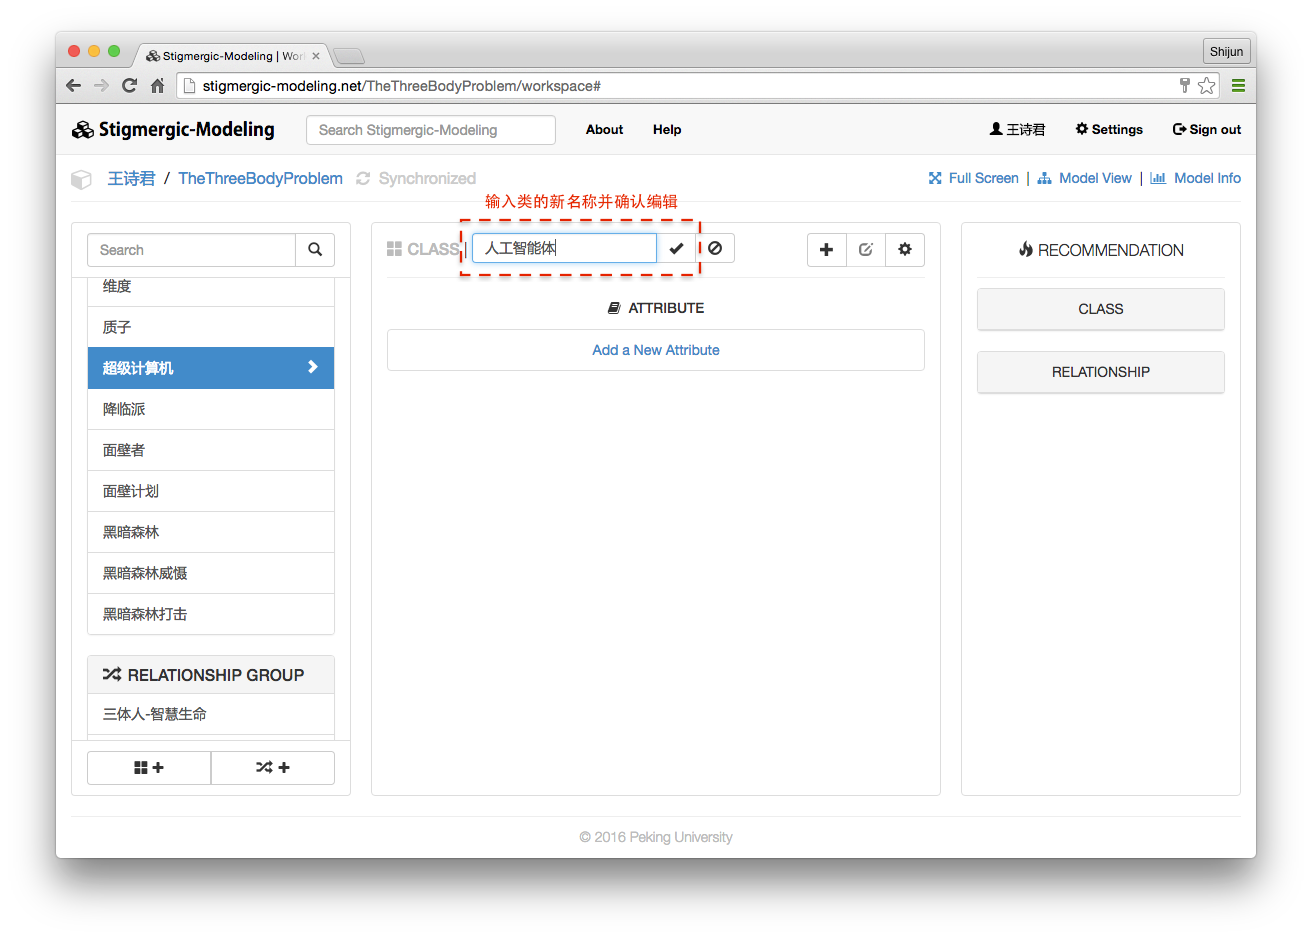 Stigmergic-Modeling | Wor
Shijun
stigmergic-modeling.net/TheThreeBodyProblem/workspace#
Stigmergic-Modeling
Search Stigmergic-Modeling
About
Help
王诗君
Settings
Sign out
王诗君 / TheThreeBodyProblem
Synchronized
Full Screen | Model View | Model Info
输入类的新名称并确认编辑
Search
维度
质子
超级计算机
降临派
面壁者
面壁计划
黑暗森林
黑暗森林威慑
黑暗森林打击
RELATIONSHIP GROUP
三体人-智慧生命
CLASS |
人工智能体
ATTRIBUTE
Add a New Attribute
RECOMMENDATION
CLASS
RELATIONSHIP
© 2016 Peking University